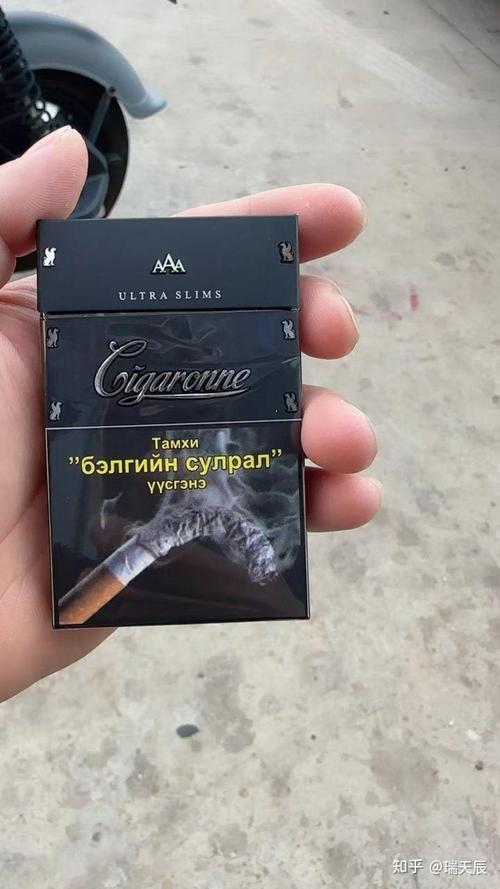 AAA
ULTRA SLIMS
Cigaronne
Тамхи
”бэлгийн сулрал”
үүсгэнэ
知乎 @瑞天辰